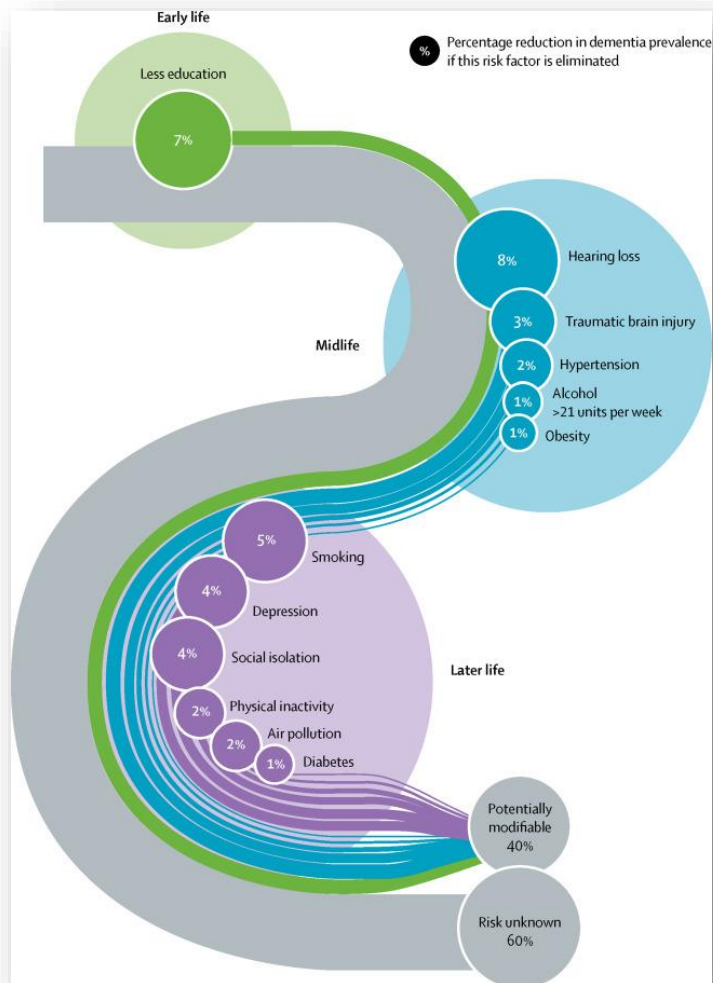 Early life
% Percentage reduction in dementia prevalence
if this risk factor is eliminated
Less education
7%
8% Hearing loss
3% Traumatic brain injury
Midlife
2% Hypertension
1% Alcohol
>21 units per week
1% Obesity
5% Smoking
4% Depression
4% Social isolation
Later life
2% Physical inactivity
2% Air pollution
1% Diabetes
Potentially
modifiable
40%
Risk unknown
60%